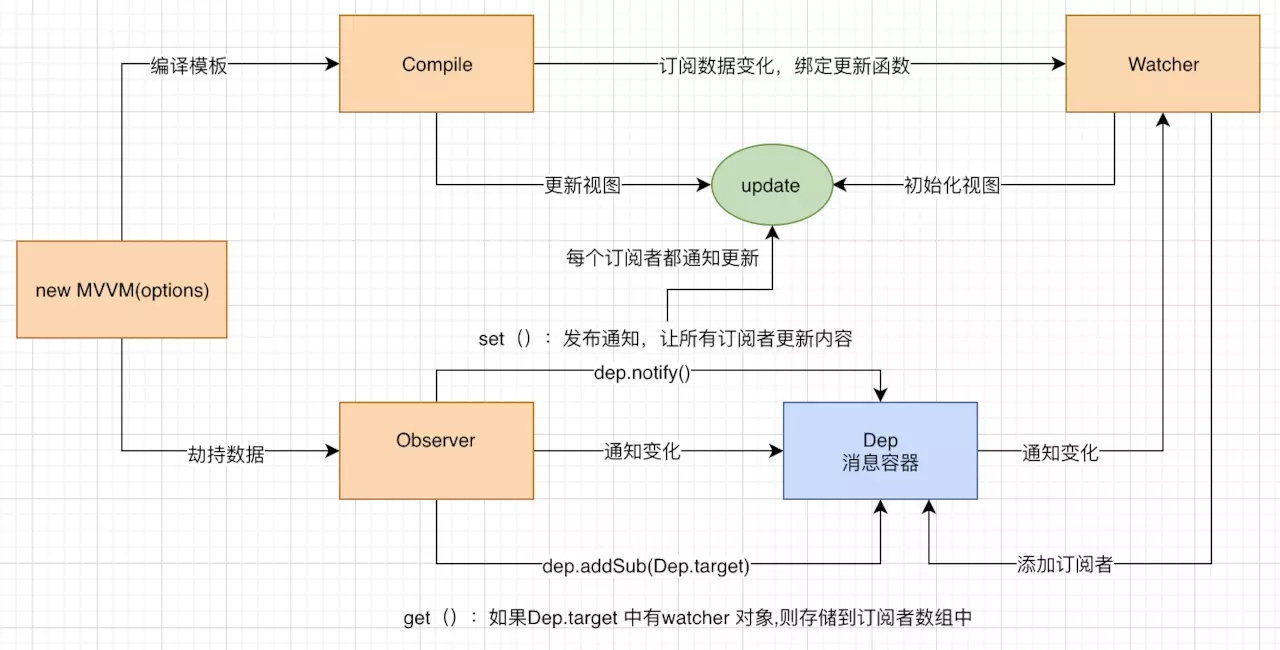 编译模板
Compile
订阅数据变化，绑定更新函数
Watcher
更新视图
update
初始化视图
每个订阅者都通知更新
new MVVM(options)
set（）：发布通知，让所有订阅者更新内容
dep.notify()
劫持数据
Observer
通知变化
Dep
消息容器
通知变化
dep.addSub(Dep.target)
添加订阅者
get（）：如果Dep.target 中有watcher 对象,则存储到订阅者数组中